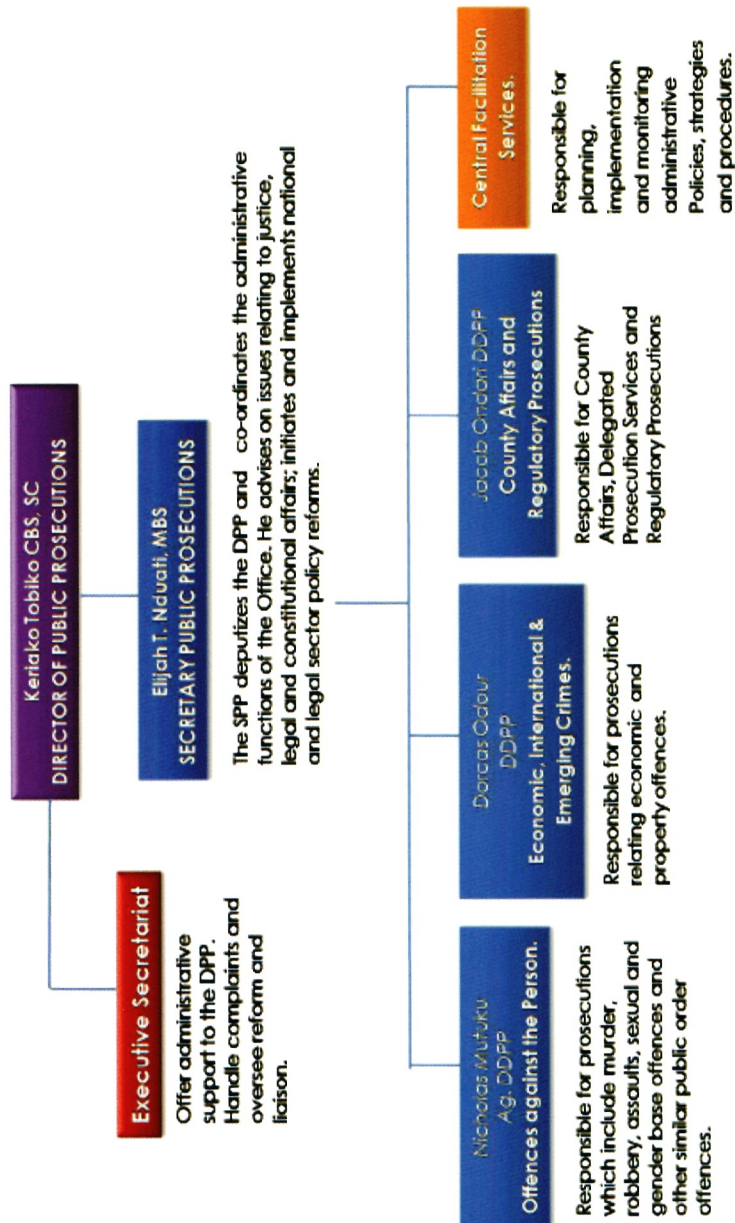 Keriako Tobiko CBS, SC
DIRECTOR OF PUBLIC PROSECUTIONS
Executive Secretariat
Offer administrative
support to the DPP.
Handle complaints and
oversee reform and
liaison.
Elijah T. Nduati, MBS
SECRETARY PUBLIC PROSECUTIONS
The SPP deputizes the DPP and co-ordinates the administrative
functions of the Office. He advises on issues relating to justice,
legal and constitutional affairs; initiates and implements national
and legal sector policy reforms.
Nicholas Mutuku
Ag. DDPP
Offences against the Person.
Responsible for prosecutions
which include murder,
robbery, assaults, sexual and
gender base offences and
other similar public order
offences.
Dorcas Odour
DDPP
Economic, International &
Emerging Crimes.
Responsible for prosecutions
relating economic and
property offences.
Jacob Ondari DDPP
County Affairs and
Regulatory Prosecutions
Responsible for County
Affairs, Delegated
Prosecution Services and
Regulatory Prosecutions
Central Facilitation
Services.
Responsible for
planning,
implementation
and monitoring
administrative
Policies, strategies
and procedures.